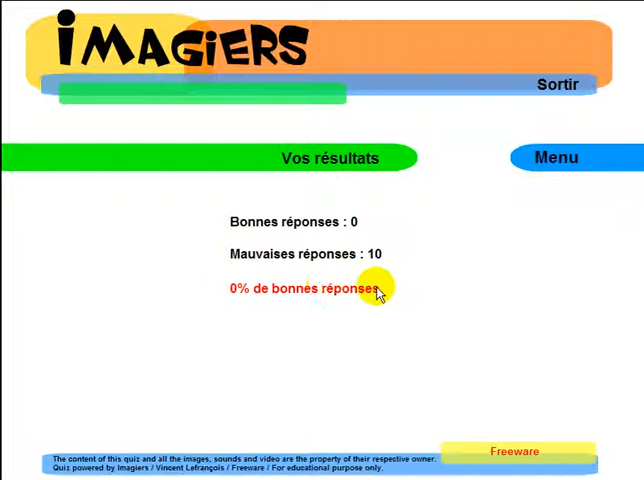 iMAGiERS
Sortir
Vos résultats
Menu
Bonnes réponses : 0
Mauvaises réponses : 10
0% de bonnes réponses
Freeware
The content of this quiz and all the images, sounds and video are the property of their respective owner.
Quiz powered by Imagiers / Vincent Lefrançois / Freeware / For educational purpose only.